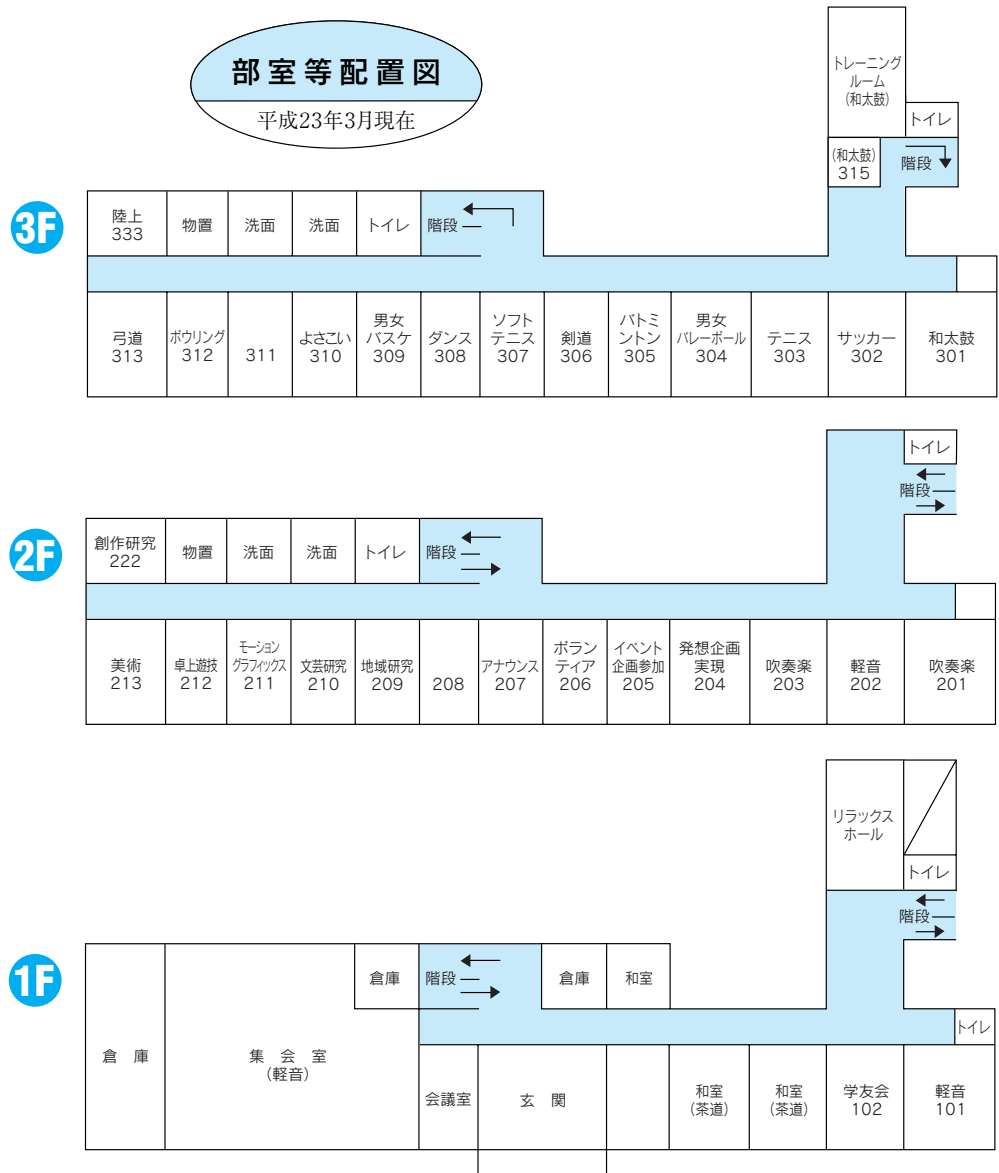 部室等配置図
平成23年3月現在
トレーニング
ルーム
(和太鼓)
トイレ
(和太鼓)
315
階段
3F
陸上
333
物置
洗面
洗面
トイレ
階段
弓道
313
ボウリング
312
311
よさこい
310
男女
バスケ
309
ダンス
308
ソフト
テニス
307
剣道
306
バトミ
ントン
305
男女
バレーボール
304
テニス
303
サッカー
302
和太鼓
301
トイレ
階段
2F
創作研究
222
物置
洗面
洗面
トイレ
階段
美術
213
卓上遊技
212
モーション
グラフィックス
211
文芸研究
210
地域研究
209
208
アナウンス
207
ボラン
ティア
206
イベント
企画参加
205
発想企画
実現
204
吹奏楽
203
軽音
202
吹奏楽
201
リラックス
ホール
トイレ
階段
1F
倉庫
階段
倉庫
和室
トイレ
倉 庫
集 会 室
(軽音)
会議室
玄 関
和室
(茶道)
和室
(茶道)
学友会
102
軽音
101